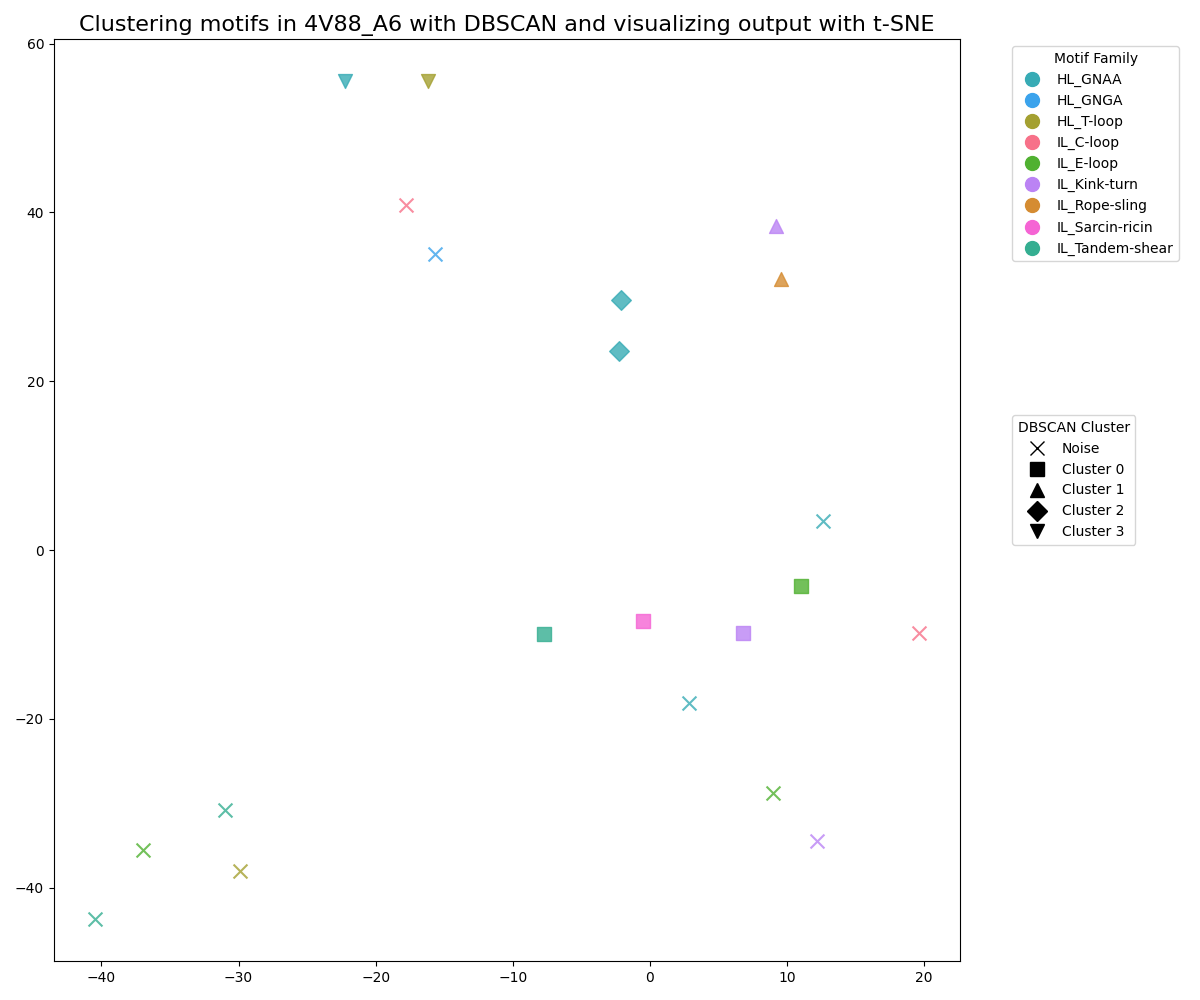 Clustering motifs in 4V88_A6 with DBSCAN and visualizing output with t-SNE
60
40
20
0
−20
−40
−40
−30
−20
−10
0
10
20
Motif Family
HL_GNAA
HL_GNGA
HL_T-loop
IL_C-loop
IL_E-loop
IL_Kink-turn
IL_Rope-sling
IL_Sarcin-ricin
IL_Tandem-shear
DBSCAN Cluster
Noise
Cluster 0
Cluster 1
Cluster 2
Cluster 3